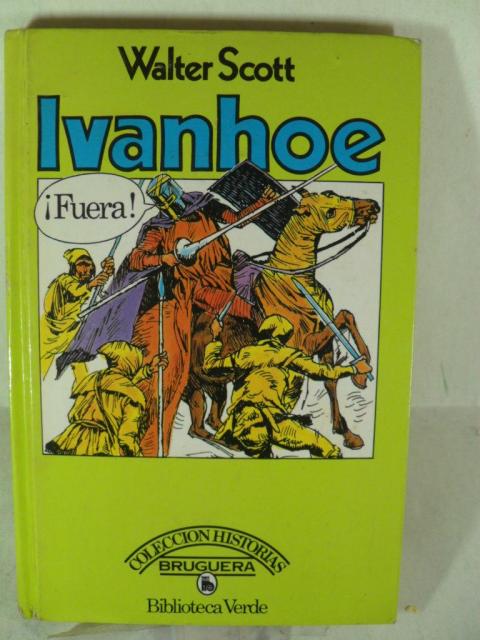 Walter Scott
Ivanhoe
¡Fuera!
COLECCION HISTORIAS
BRUGUERA
Biblioteca Verde